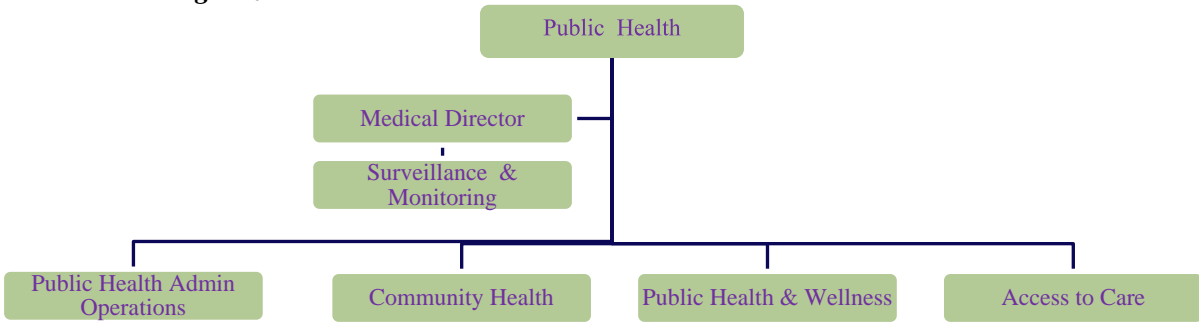 Public Health
Medical Director
Surveillance &
Monitoring
Public Health Admin
Operations
Community Health
Public Health & Wellness
Access to Care